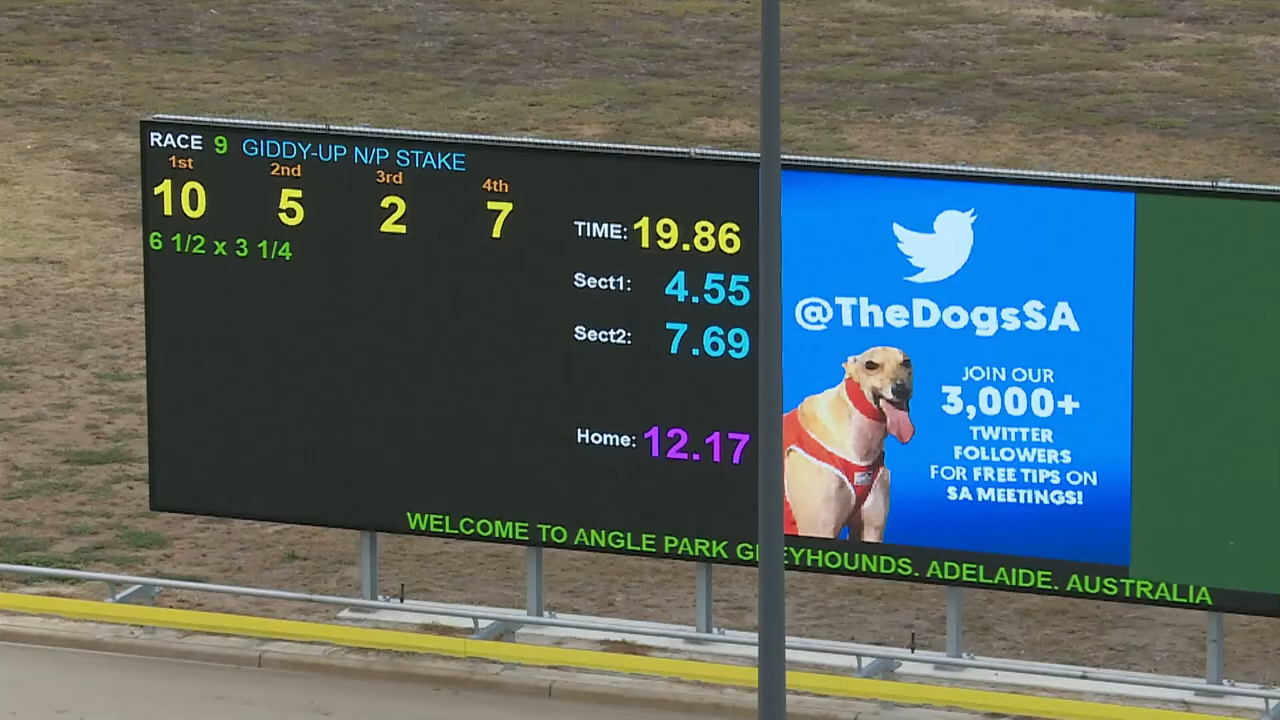 RACE 9 GIDDY-UP N/P STAKE
1st 2nd 3rd 4th
10 5 2 7
6 1/2 x 3 1/4
TIME: 19.86
Sect1: 4.55
Sect2: 7.69
Home: 12.17
@TheDogsSA
JOIN OUR
3,000+
TWITTER
FOLLOWERS
FOR FREE TIPS ON
SA MEETINGS!
WELCOME TO ANGLE PARK GREYHOUNDS. ADELAIDE. AUSTRALIA